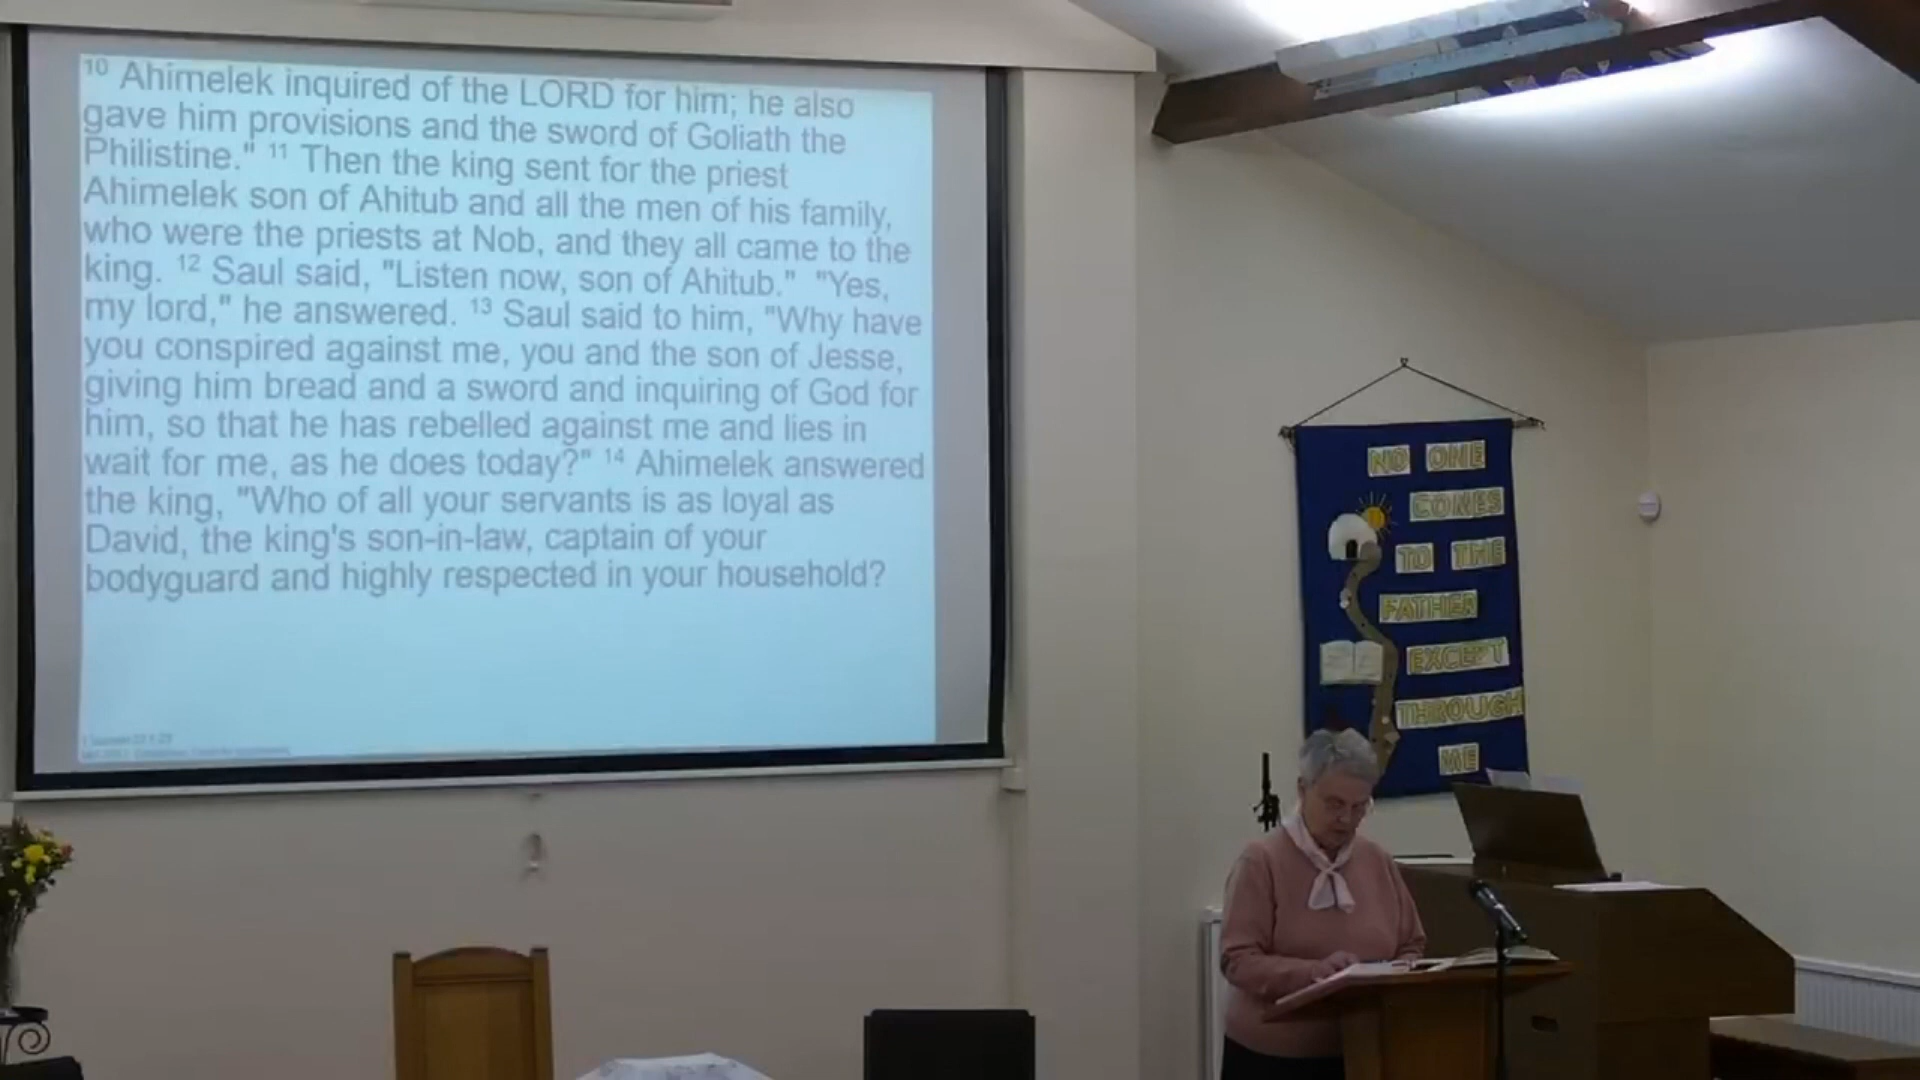 10 Ahimelek inquired of the LORD for him; he also
gave him provisions and the sword of Goliath the
Philistine." 11 Then the king sent for the priest
Ahimelek son of Ahitub and all the men of his family,
who were the priests at Nob, and they all came to the
king. 12 Saul said, "Listen now, son of Ahitub." "Yes,
my lord," he answered. 13 Saul said to him, "Why have
you conspired against me, you and the son of Jesse,
giving him bread and a sword and inquiring of God for
him, so that he has rebelled against me and lies in
wait for me, as he does today?" 14 Ahimelek answered
the king, "Who of all your servants is as loyal as
David, the king's son-in-law, captain of your
bodyguard and highly respected in your household?
NO ONE
COMES
TO THE
FATHER
EXCEPT
THROUGH
ME